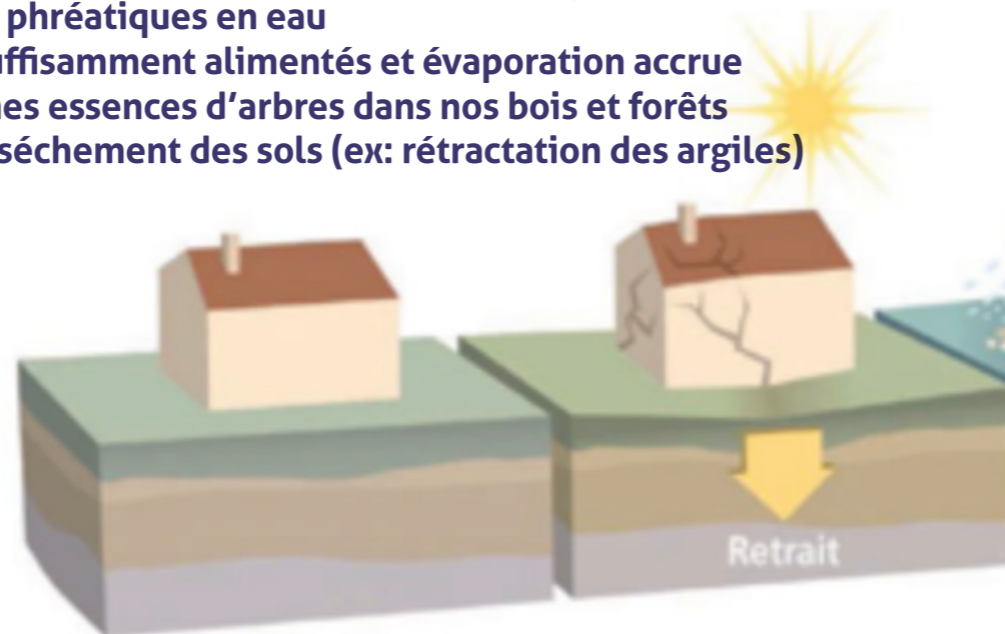 phréatiques en eau
uffisamment alimentés et évaporation accrue
nes essences d'arbres dans nos bois et forêts
séchement des sols (ex: rétractation des argiles)
Retrait